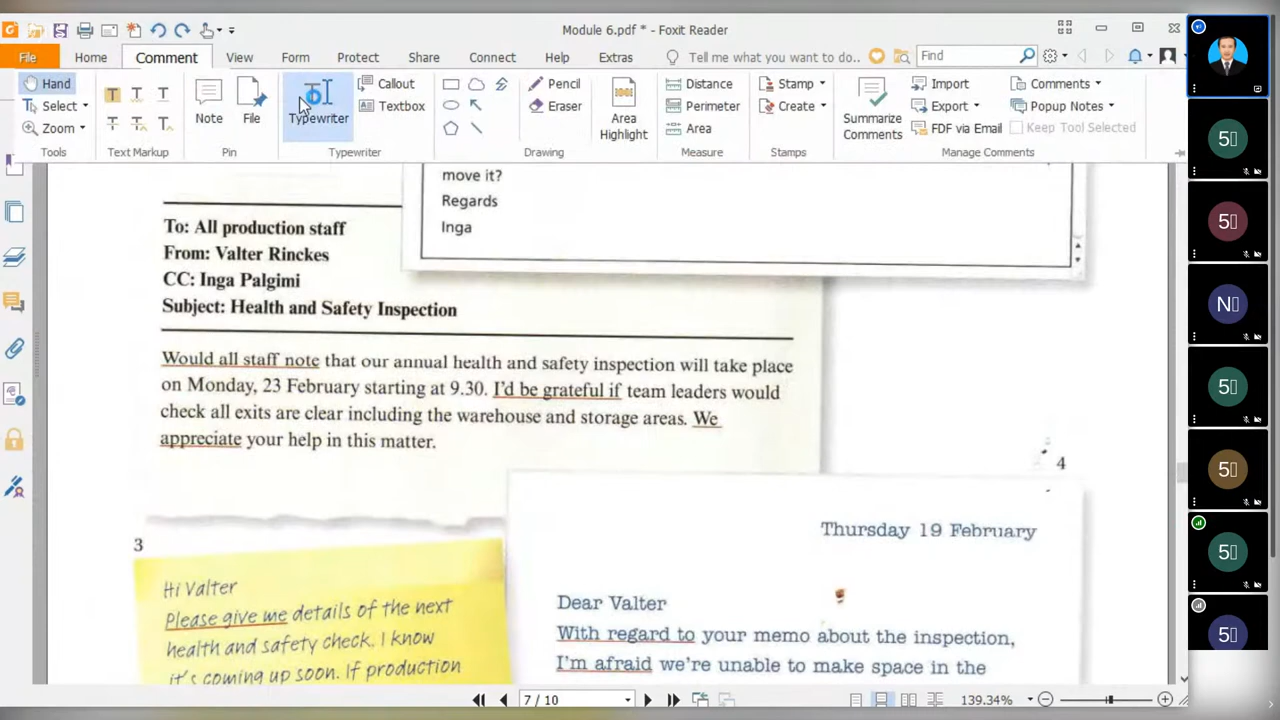 Module 6.pdf * - Foxit Reader
File Home Comment View Form Protect Share Connect Help Extras Tell me what you want... Find
Hand
Select
Zoom
Tools
Text Markup
Note
File
Pin
Typewriter
Callout
Textbox
Typewriter
Pencil
Eraser
Area Highlight
Drawing
Distance
Perimeter
Area
Measure
Stamp
Create
Stamps
Summarize Comments
Import
Export
FDF via Email
Comments
Popup Notes
Keep Tool Selected
Manage Comments
move it?
Regards
Inga
To: All production staff
From: Valter Rinckes
CC: Inga Palgimi
Subject: Health and Safety Inspection
Would all staff note that our annual health and safety inspection will take place
on Monday, 23 February starting at 9.30. I'd be grateful if team leaders would
check all exits are clear including the warehouse and storage areas. We
appreciate your help in this matter.
4
Thursday 19 February
Dear Valter
With regard to your memo about the inspection,
I'm afraid we're unable to make space in the
3
Hi Valter
Please give me details of the next
health and safety check. I know
it's coming up soon. If production
7 / 10
139.34%
5
5
N
5
5
5
5